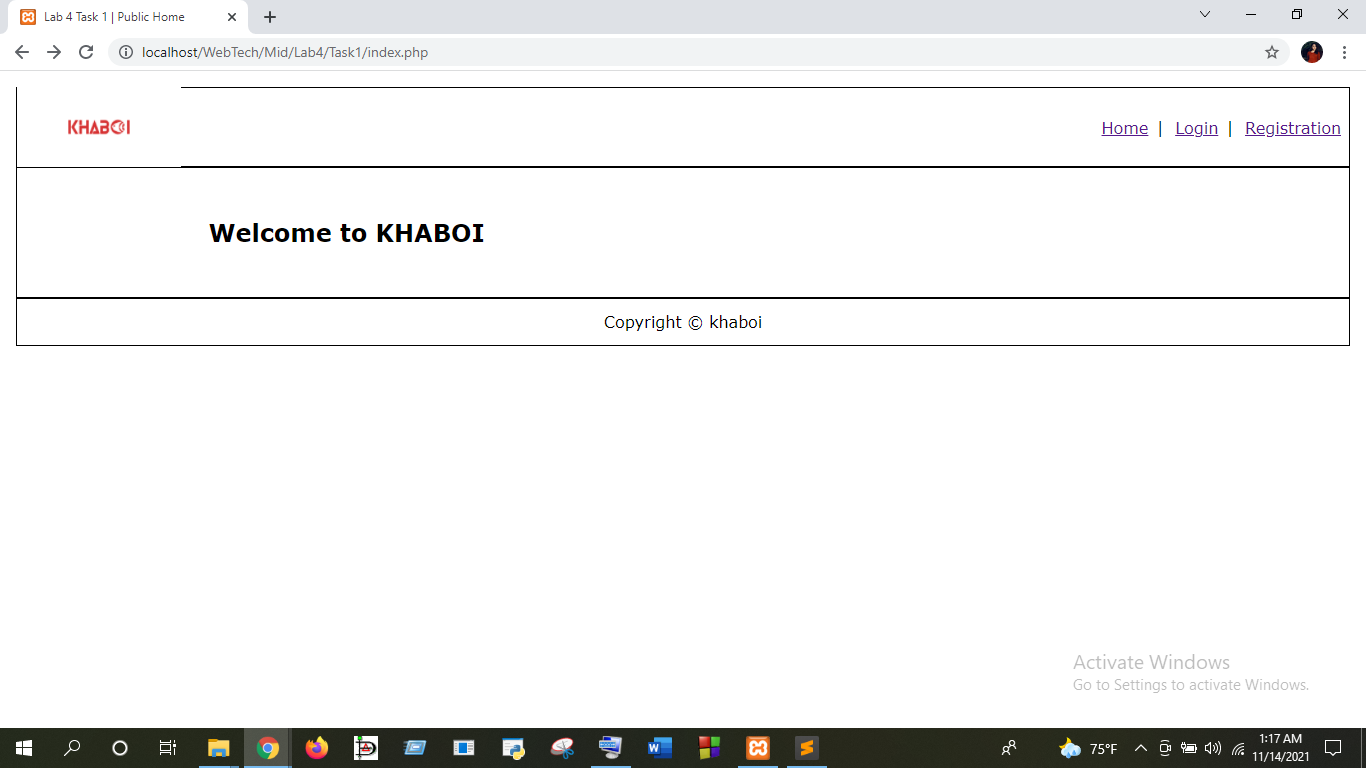 Lab 4 Task 1 | Public Home
localhost/WebTech/Mid/Lab4/Task1/index.php
KHABOI
Home | Login | Registration
Welcome to KHABOI
Copyright © khaboi
Activate Windows
Go to Settings to activate Windows.
75°F
1:17 AM
11/14/2021